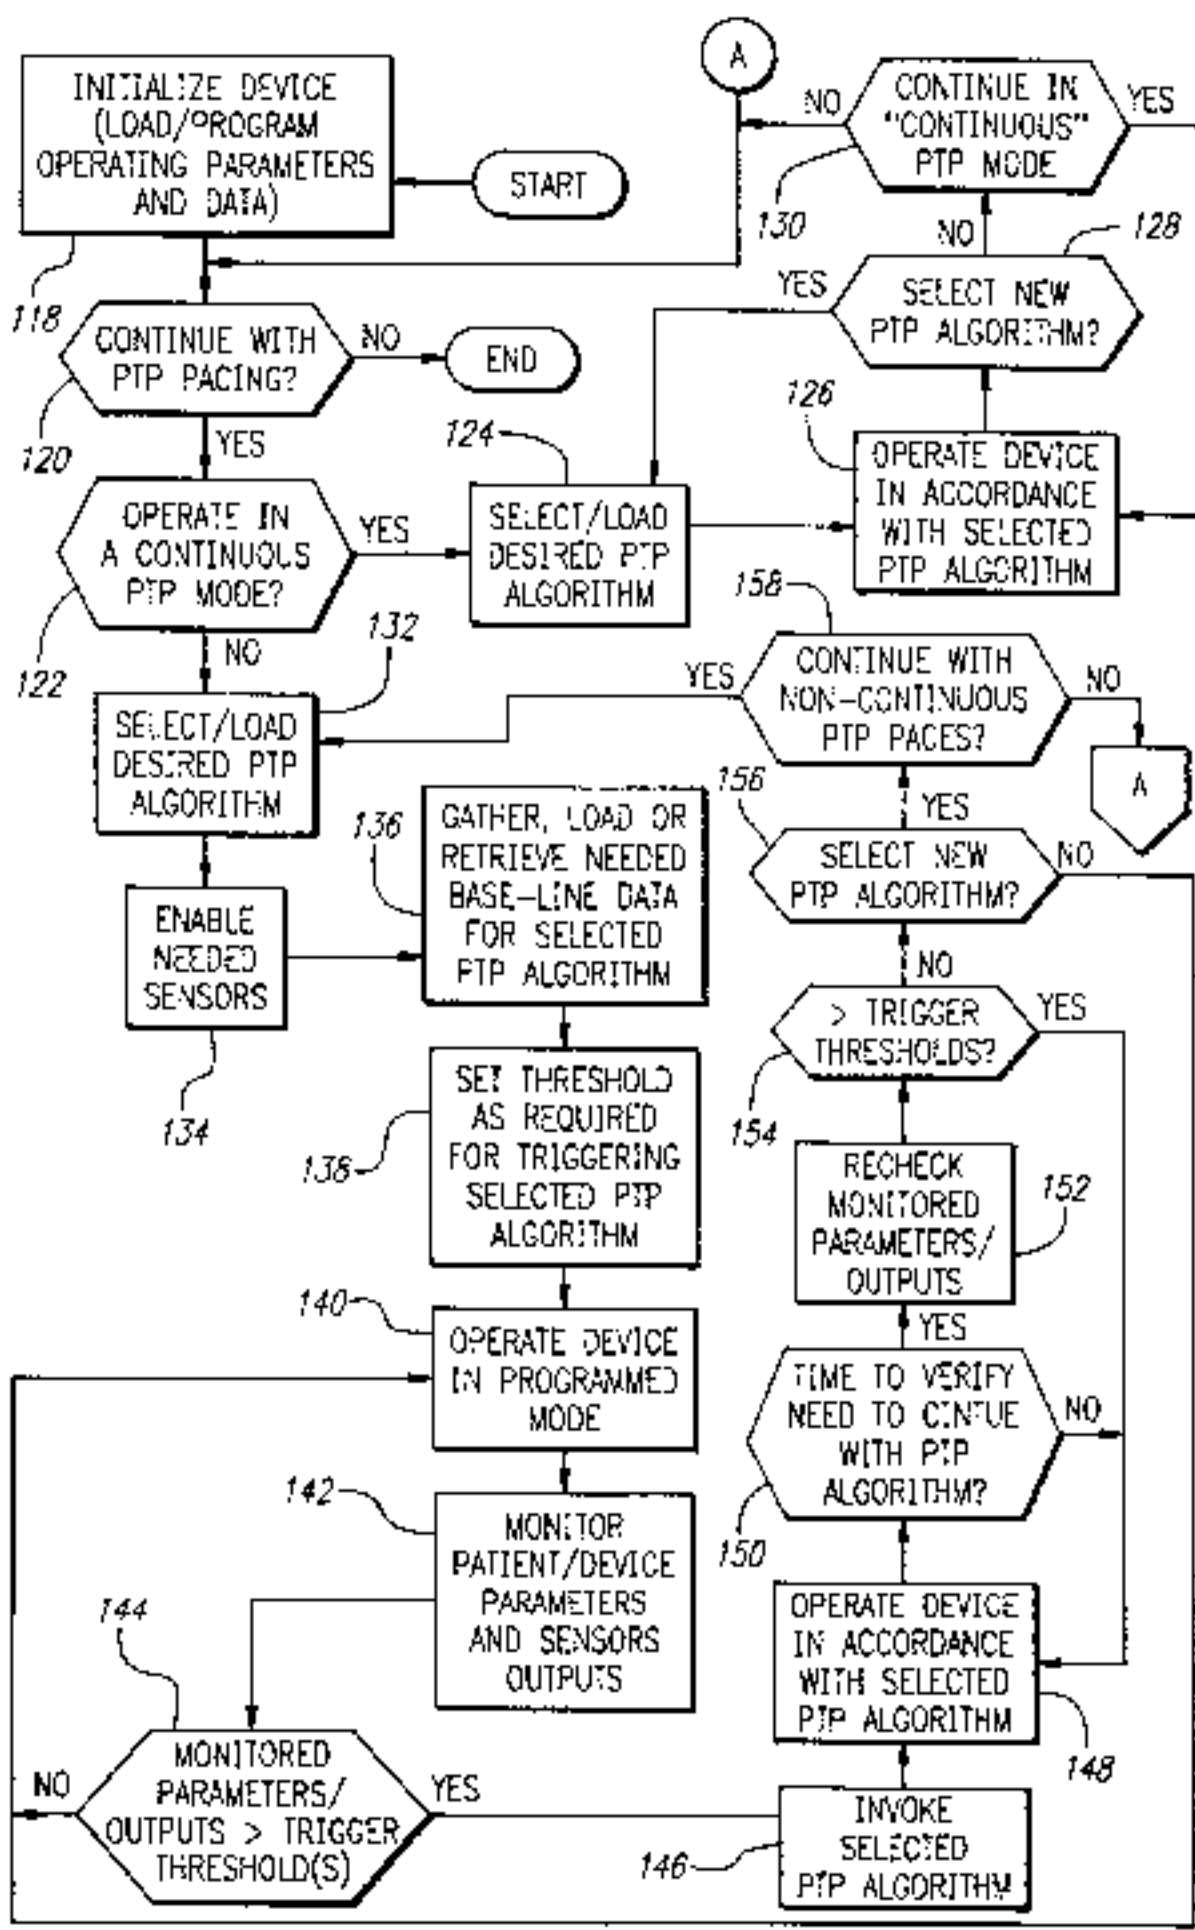 INITIALIZE DEVICE
(LOAD/PROGRAM
OPERATING PARAMETERS
AND DATA)
START
118
A
CONTINUE IN
"CONTINUOUS"
PTP MODE
NO
YES
130
NO
128
SELECT NEW
PTP ALGORITHM?
YES
CONTINUE WITH
PTP PACING?
NO
END
120
YES
124
126
OPERATE DEVICE
IN ACCORDANCE
WITH SELECTED
PTP ALGORITHM
OPERATE IN
A CONTINUOUS
PTP MODE?
YES
SELECT/LOAD
DESIRED PTP
ALGORITHM
122
NO
132
158
CONTINUE WITH
NON-CONTINUOUS
PTP PACES?
YES
NO
A
SELECT/LOAD
DESIRED PTP
ALGORITHM
156
YES
SELECT NEW
PTP ALGORITHM?
NO
136
GATHER, LOAD OR
RETRIEVE NEEDED
BASE-LINE DATA
FOR SELECTED
PTP ALGORITHM
ENABLE
NEEDED
SENSORS
134
NO
> TRIGGER
THRESHOLDS?
YES
154
SET THRESHOLD
AS REQUIRED
FOR TRIGGERING
SELECTED PTP
ALGORITHM
138
RECHECK
MONITORED
PARAMETERS/
OUTPUTS
152
140
OPERATE DEVICE
IN PROGRAMMED
MODE
YES
TIME TO VERIFY
NEED TO CINTUE
WITH PTP
ALGORITHM?
NO
150
142
MONITOR
PATIENT/DEVICE
PARAMETERS
AND SENSORS
OUTPUTS
OPERATE DEVICE
IN ACCORDANCE
WITH SELECTED
PTP ALGORITHM
148
144
MONITORED
PARAMETERS/
OUTPUTS > TRIGGER
THRESHOLD(S)
NO
YES
INVOKE
SELECTED
PTP ALGORITHM
146